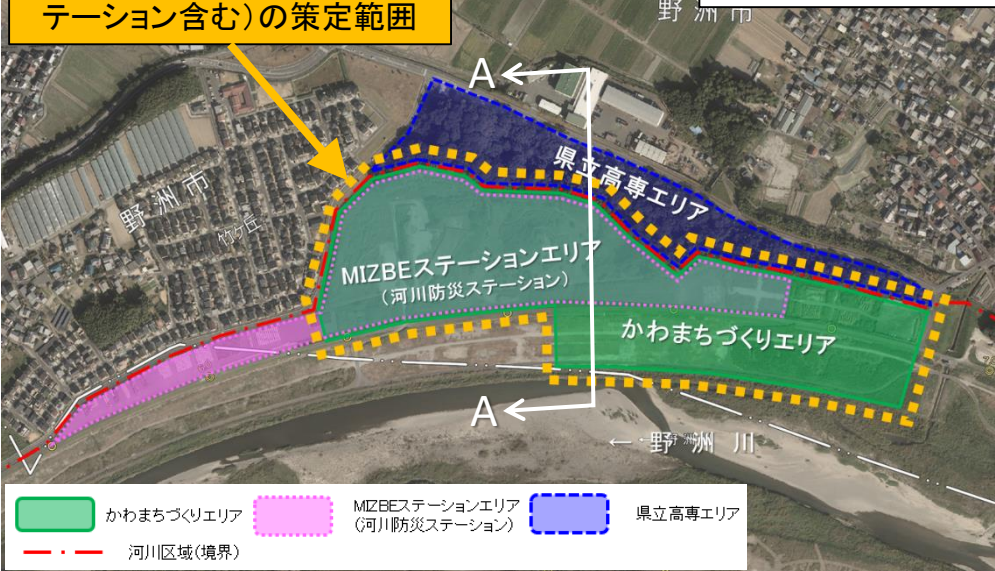 テーション含む)の策定範囲
野洲市
A
県立高専エリア
野洲市
竹ケ丘
MIZBEステーションエリア
(河川防災ステーション)
かわまちづくりエリア
A
← 野洲川
かわまちづくりエリア
MIZBEステーションエリア
(河川防災ステーション)
県立高専エリア
河川区域(境界)